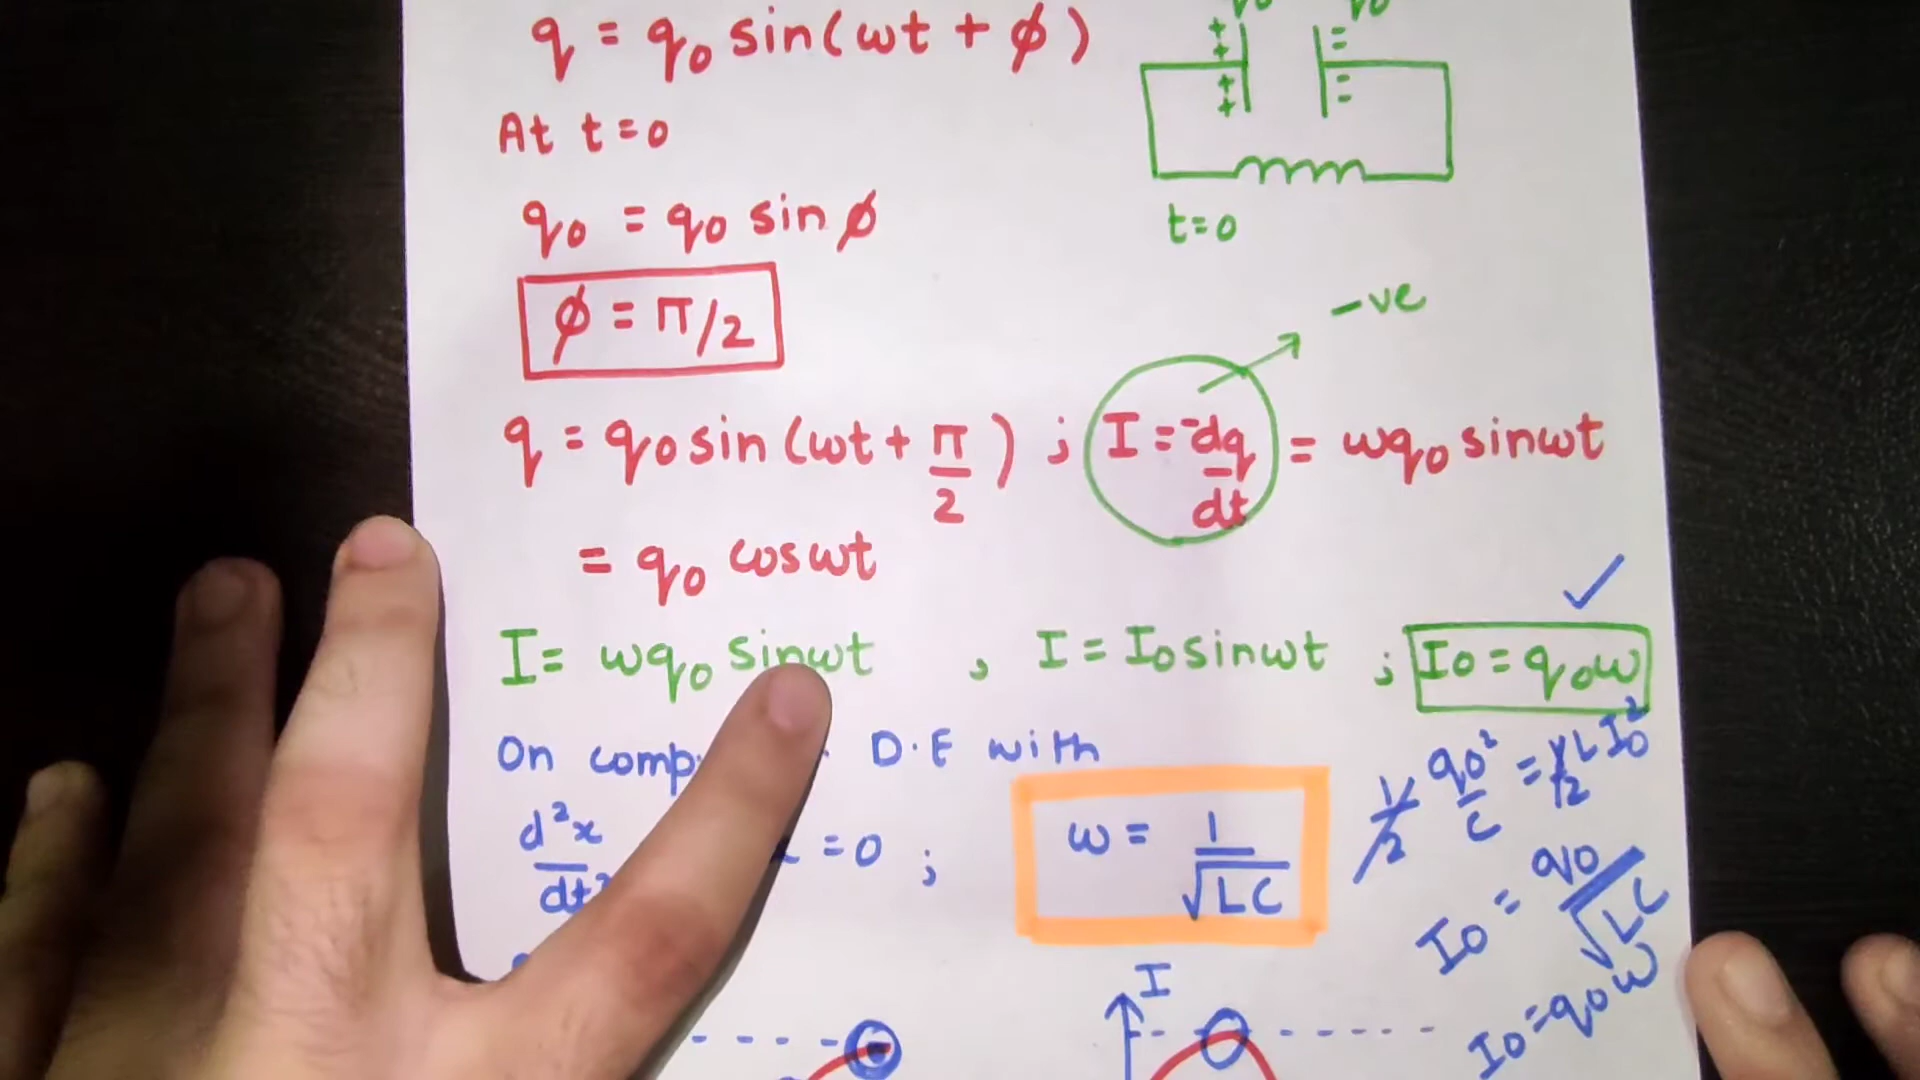 q = q₀ sin(ωt + ϕ)
+ + + +
= =
At t=0
q₀ = q₀ sin ϕ
t=0
ϕ = π/2
-ve
q = q₀ sin (ωt + π/2) ; I = -dq/dt = ωq₀ sinωt
= q₀ cosωt
✓
I = ωq₀ sinωt , I = I₀ sinωt ; I₀ = q₀ω
On D.E with
1/2 q₀²/C = 1/2 L I₀²
d²x/dt² = 0 ; ω = 1/√LC
I₀ = q₀/√LC
I₀ = q₀ω
I